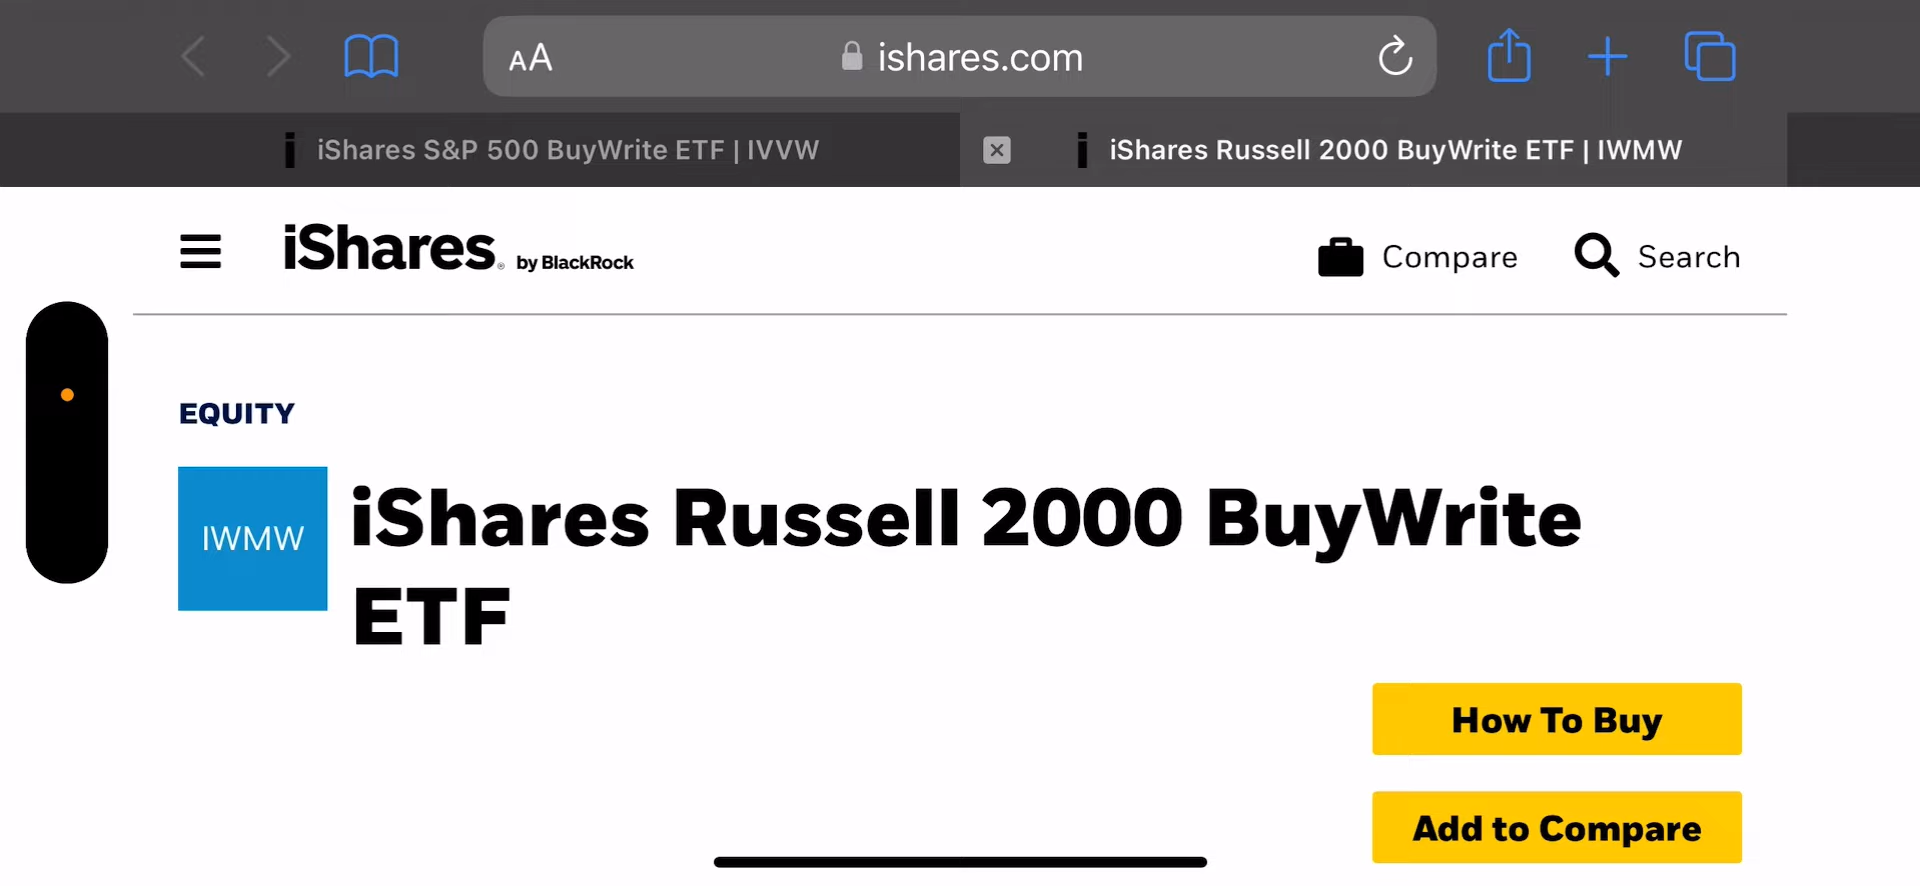 AA ishares.com
iShares S&P 500 BuyWrite ETF | IVVW
iShares Russell 2000 BuyWrite ETF | IWMW
iShares® by BlackRock
Compare
Search
EQUITY
IWMW
iShares Russell 2000 BuyWrite
ETF
How To Buy
Add to Compare